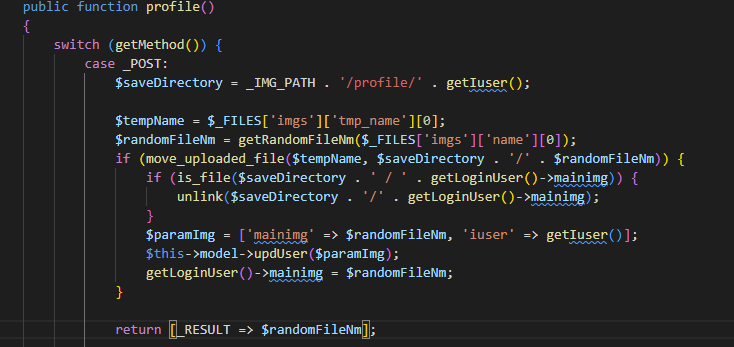 public function profile()
{
    switch (getMethod()) {
        case _POST:
            $saveDirectory = _IMG_PATH . '/profile/' . getIuser();

            $tempName = $_FILES['imgs']['tmp_name'][0];
            $randomFileNm = getRandomFileNm($_FILES['imgs']['name'][0]);
            if (move_uploaded_file($tempName, $saveDirectory . '/' . $randomFileNm)) {
                if (is_file($saveDirectory . ' / ' . getLoginUser()->mainimg)) {
                    unlink($saveDirectory . '/' . getLoginUser()->mainimg);
                }
                $paramImg = ['mainimg' => $randomFileNm, 'iuser' => getIuser()];
                $this->model->updUser($paramImg);
                getLoginUser()->mainimg = $randomFileNm;
            }

            return [_RESULT => $randomFileNm];